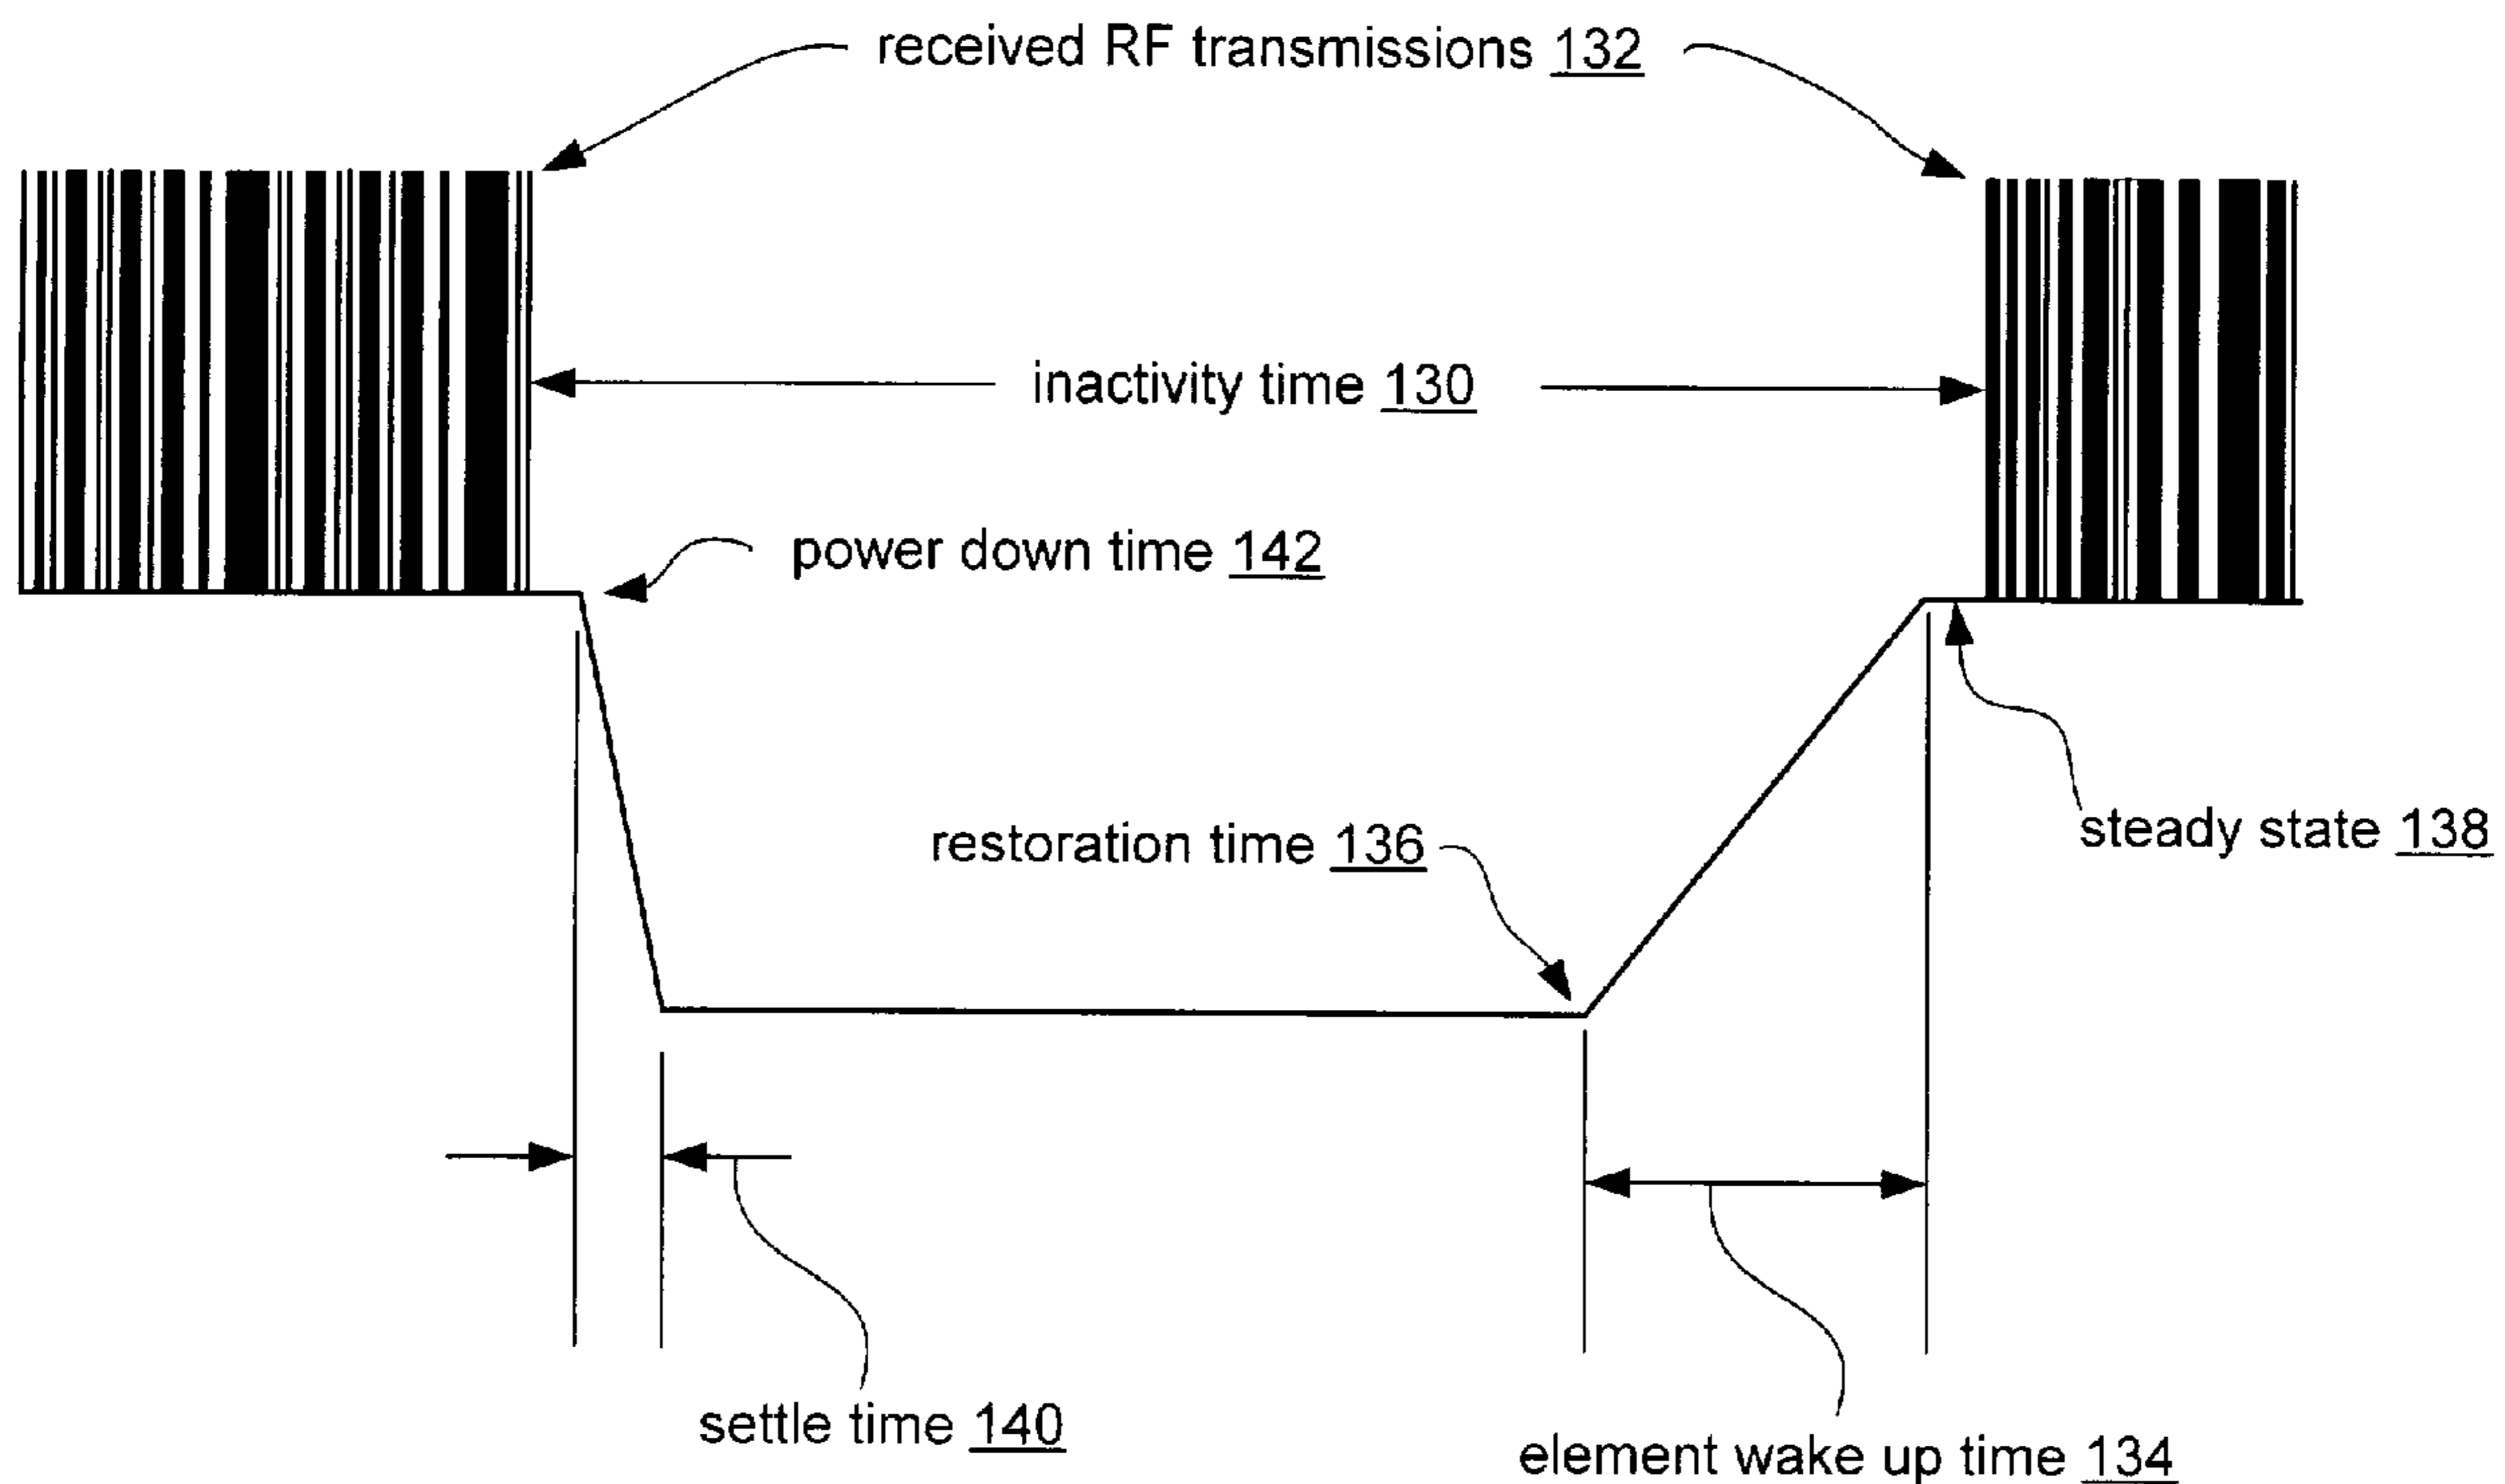 received RF transmissions 132
inactivity time 130
power down time 142
restoration time 136
steady state 138
settle time 140
element wake up time 134